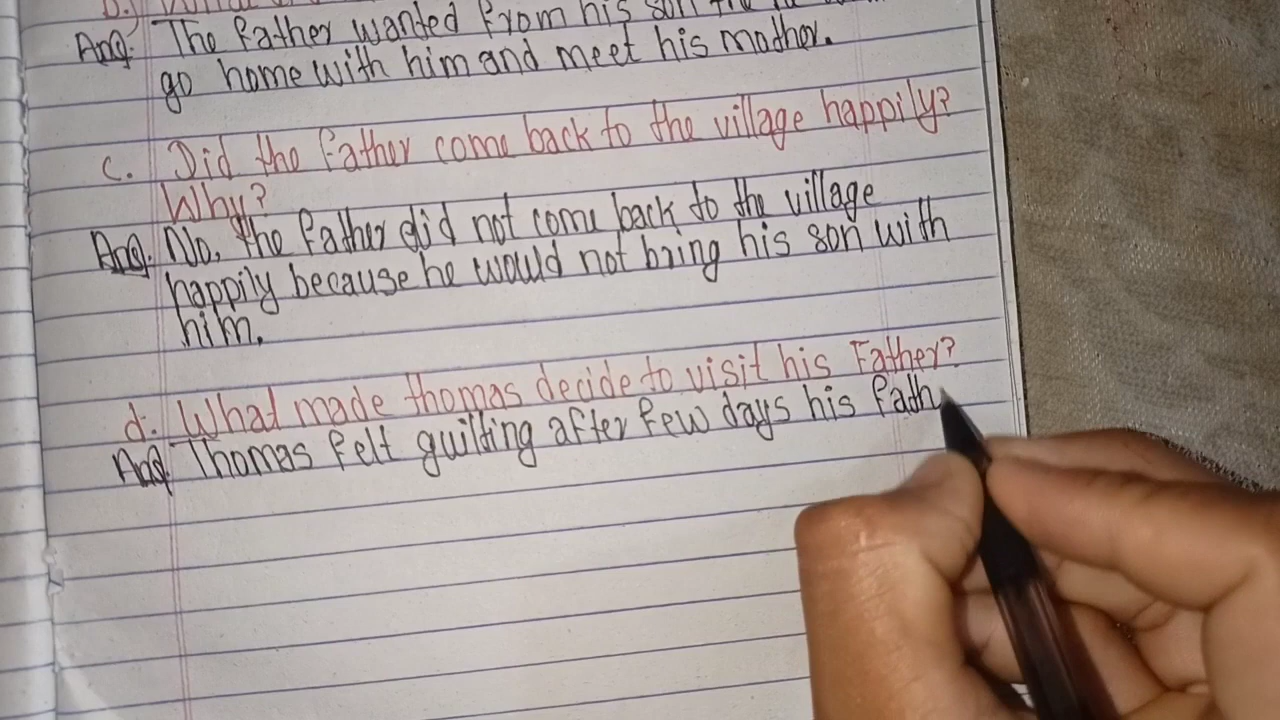 b.) What
Ans. The father wanted from his son
go home with him and meet his mother.
c. Did the father come back to the village happily?
Why?
Ans. No, the father did not come back to the village
happily because he would not bring his son with
him.
d. What made thomas decide to visit his Father?
Ans Thomas felt guilting after few days his fath